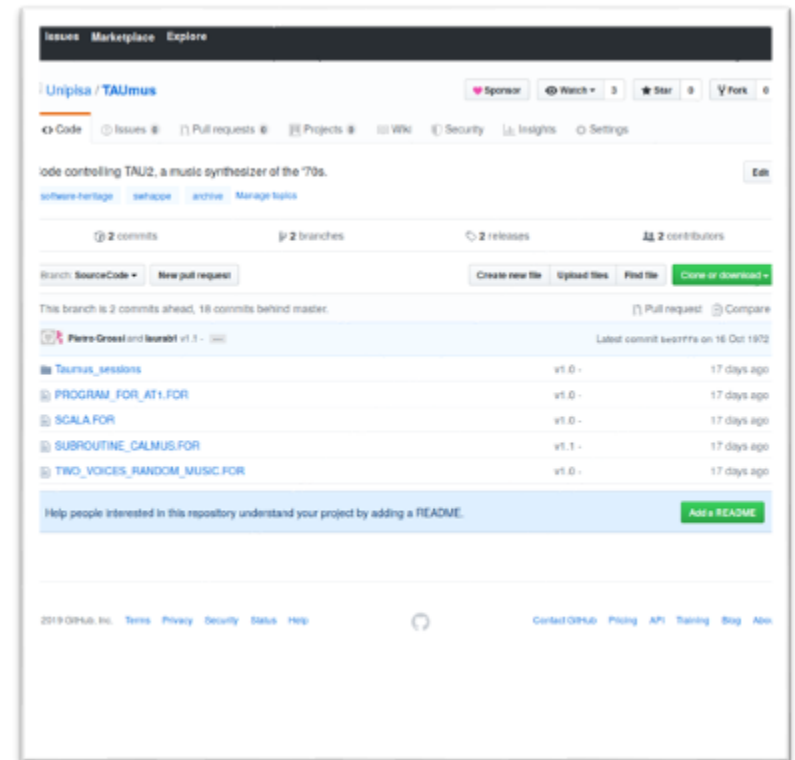 Issues Marketplace Explore
Unipisa / TAUmus
Sponsor Watch 3 Star 0 Fork 0
Code Issues 0 Pull requests 0 Projects 0 Wiki Security Insights Settings
ode controlling TAU2, a music synthesizer of the '70s. Edit
software-heritage swhappe archive Manage topics
2 commits 2 branches 2 releases 2 contributors
Branch: SourceCode New pull request Create new file Upload files Find file Clone or download
This branch is 2 commits ahead, 18 commits behind master. Pull request Compare
Pietro Grossi and laurab1 v1.1 - Latest commit on 16 Oct 1972
Taumus_sessions v1.0 - 17 days ago
PROGRAM_FOR_AT1.FOR v1.0 - 17 days ago
SCALA.FOR v1.0 - 17 days ago
SUBROUTINE_CALMUS.FOR v1.1 - 17 days ago
TWO_VOICES_RANDOM_MUSIC.FOR v1.0 - 17 days ago
Help people interested in this repository understand your project by adding a README. Add a README
2019 GitHub, Inc. Terms Privacy Security Status Help Contact GitHub Pricing API Training Blog Abou